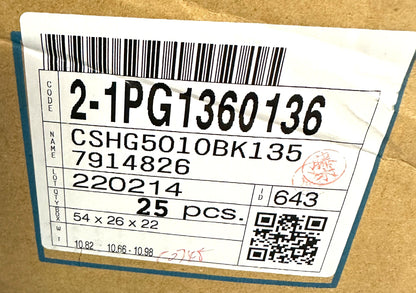 CODE 2-1PG1360136
NAME CSHG5010BK135
7914826
LOT 220214 ID 643
QTY 25 pcs.
BX 54 x 26 x 22
WT 10.82 10.66 - 10.98